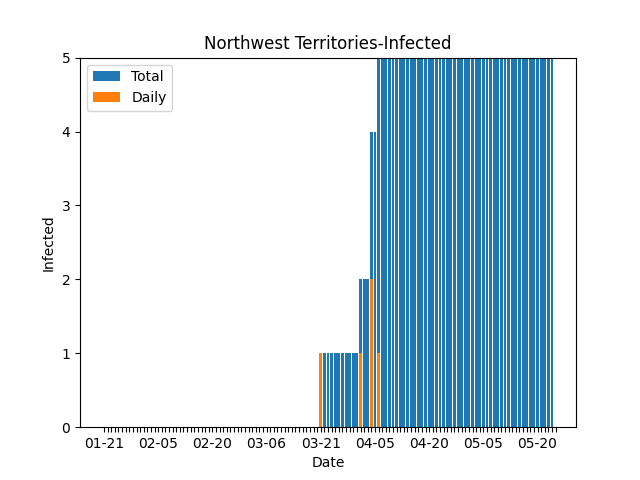 Northwest Territories-Infected
Total
Daily
5
4
3
2
1
0
Infected
01-21 02-05 02-20 03-06 03-21 04-05 04-20 05-05 05-20
Date